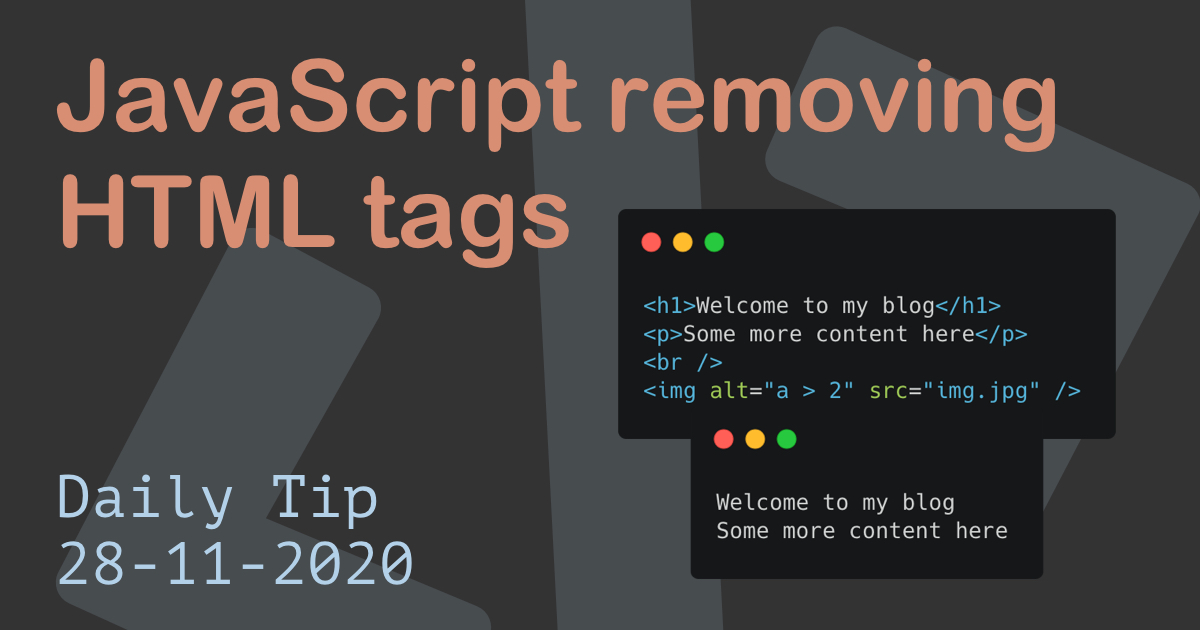 JavaScript removing
HTML tags
<h1>Welcome to my blog</h1>
<p>Some more content here</p>
<br />
<img alt="a > 2" src="img.jpg" />
Welcome to my blog
Some more content here
Daily Tip
28-11-2020